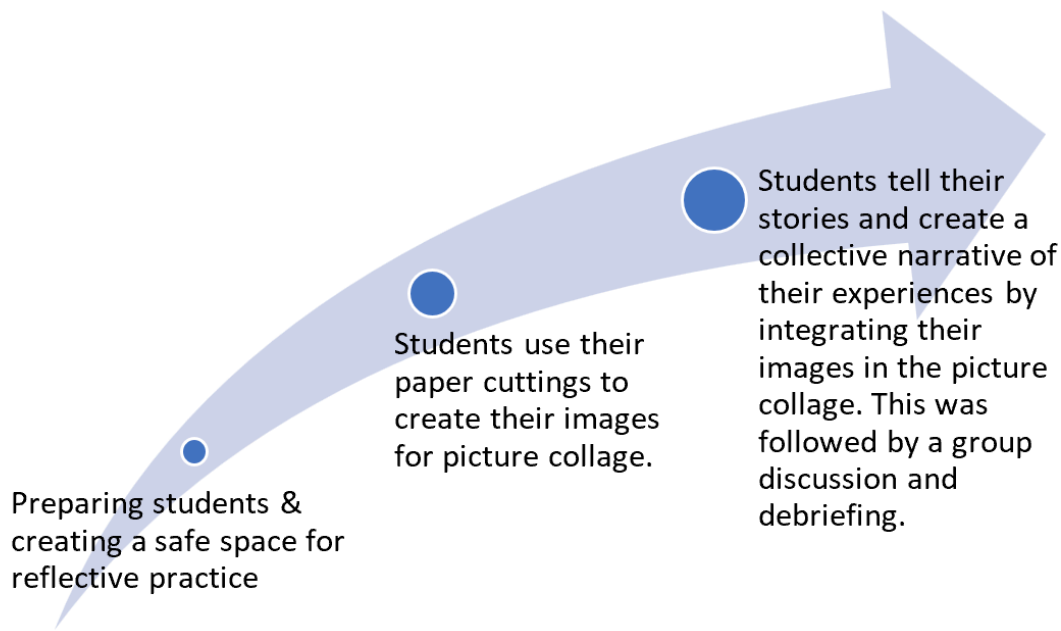 Preparing students &
creating a safe space for
reflective practice
Students use their
paper cuttings to
create their images
for picture collage.
Students tell their
stories and create a
collective narrative of
their experiences by
integrating their
images in the picture
collage. This was
followed by a group
discussion and
debriefing.